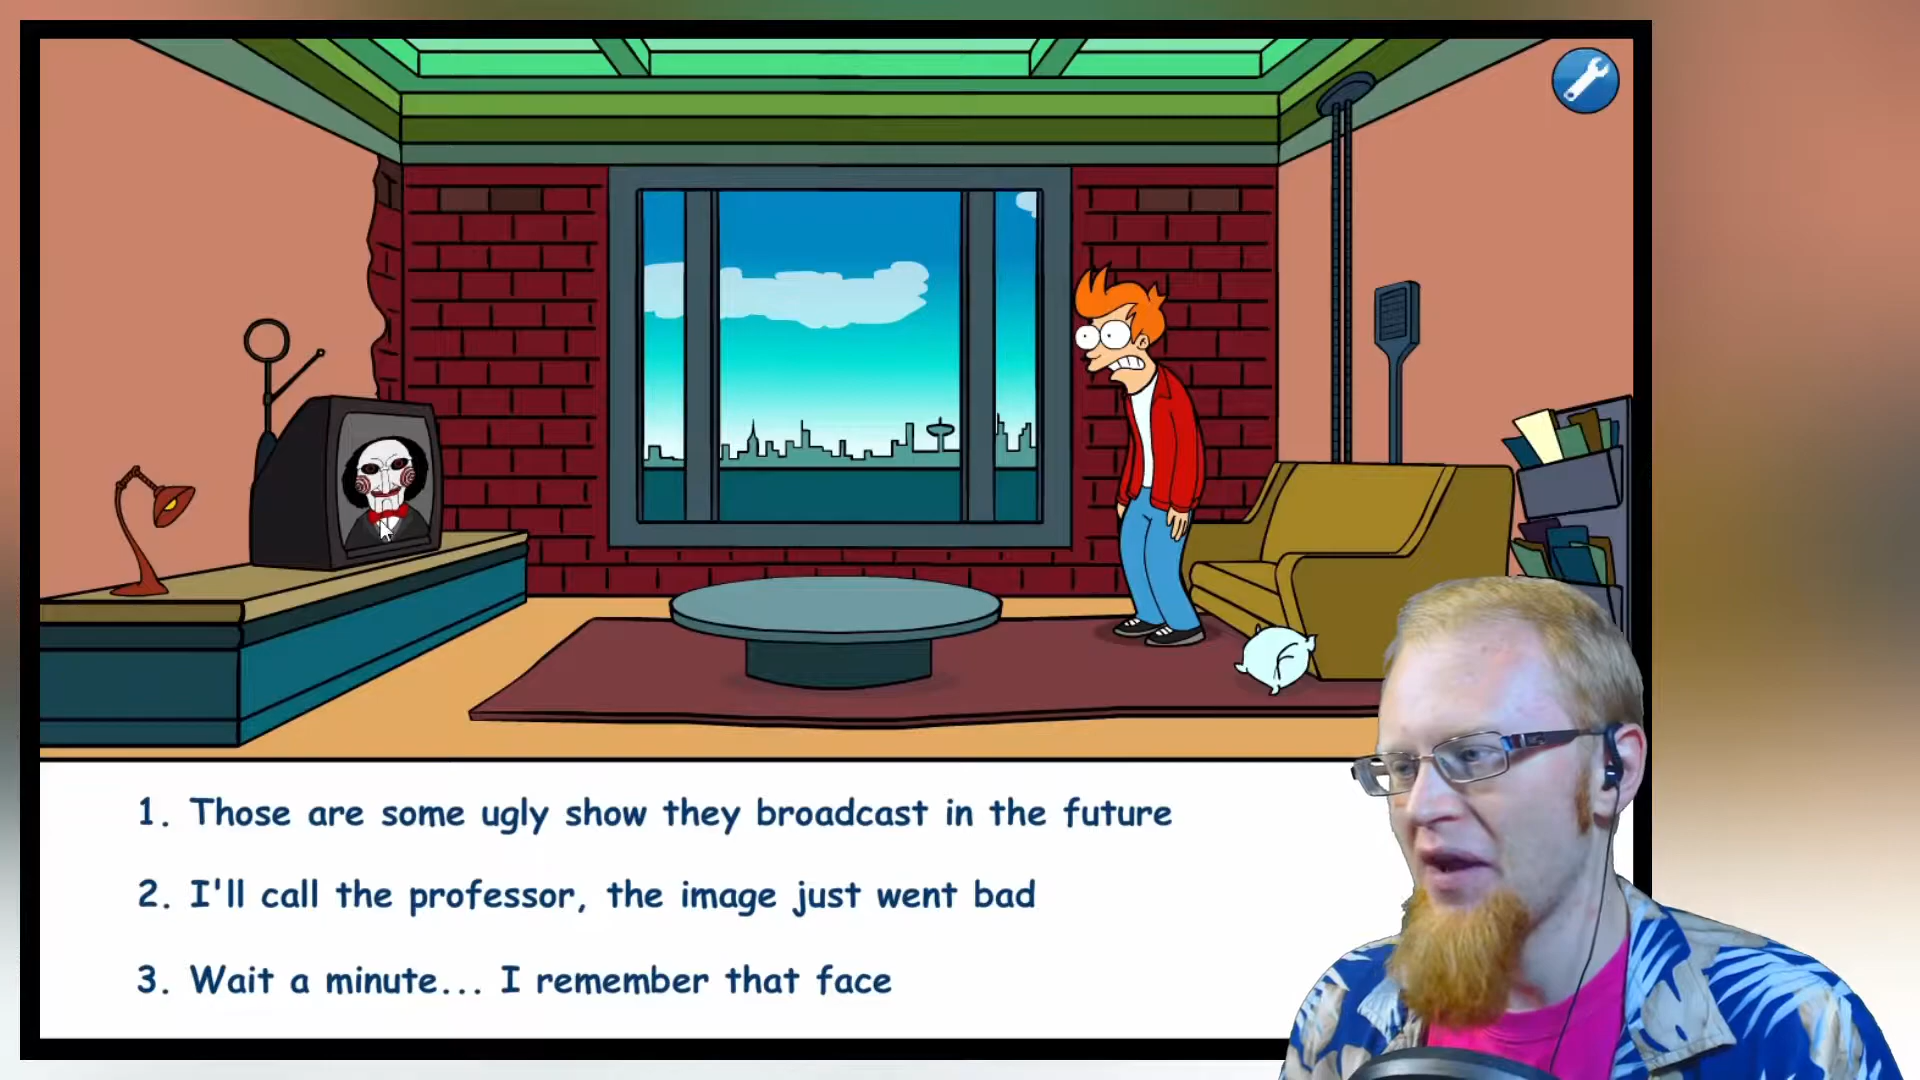 1. Those are some ugly show they broadcast in the future
2. I'll call the professor, the image just went bad
3. Wait a minute... I remember that face